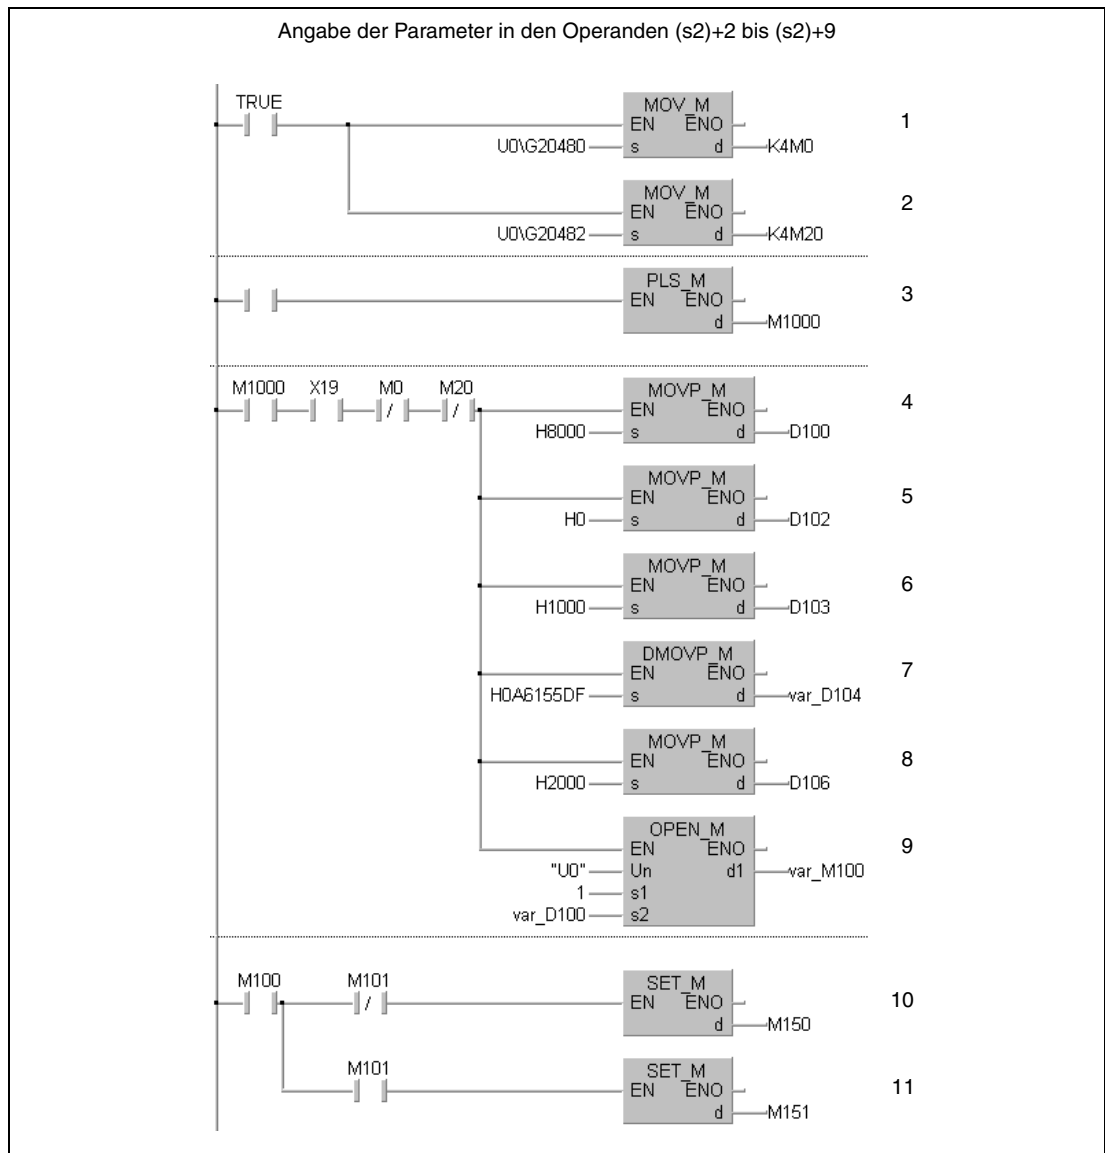 Angabe der Parameter in den Operanden (s2)+2 bis (s2)+9
TRUE
MOV_M
EN ENO
1
U0\G20480 s d K4M0
MOV_M
EN ENO
2
U0\G20482 s d K4M20
PLS_M
EN ENO
3
d M1000
M1000 X19 M0 M20
MOVP_M
EN ENO
4
H8000 s d D100
MOVP_M
EN ENO
5
H0 s d D102
MOVP_M
EN ENO
6
H1000 s d D103
DMOVP_M
EN ENO
7
H0A6155DF s d var_D104
MOVP_M
EN ENO
8
H2000 s d D106
OPEN_M
EN ENO
9
"U0" Un d1 var_M100
1 s1
var_D100 s2
M100 M101
SET_M
EN ENO
10
d M150
M101
SET_M
EN ENO
11
d M151